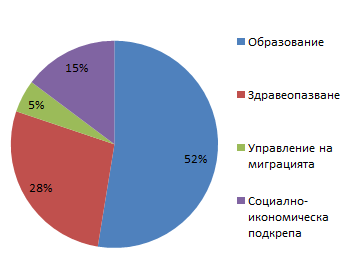 15%
5%
28%
52%
Образование
Здравеопазване
Управление на
миграцията
Социално-
икономическа
подкрепа